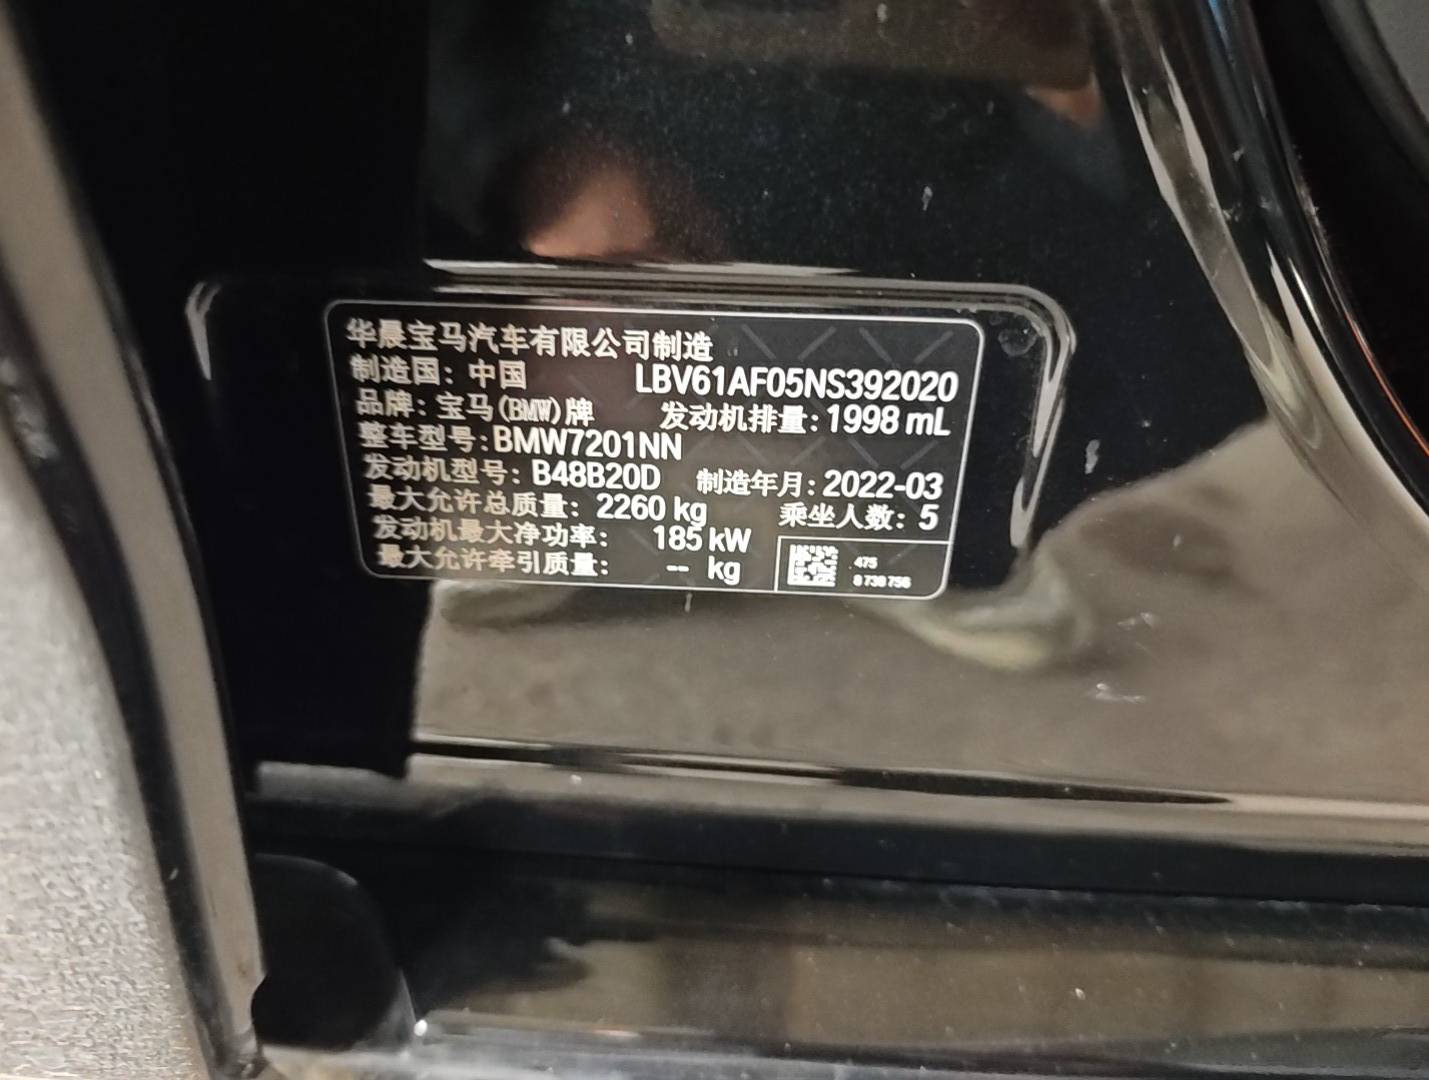 华晨宝马汽车有限公司制造
制造国：中国 LBV61AF05NS392020
品牌：宝马(BMW)牌 发动机排量：1998 mL
整车型号：BMW7201NN
发动机型号：B48B20D 制造年月：2022-03
最大允许总质量：2260 kg 乘坐人数：5
发动机最大净功率：185 kW
最大允许牵引质量：-- kg
475
8 738 756